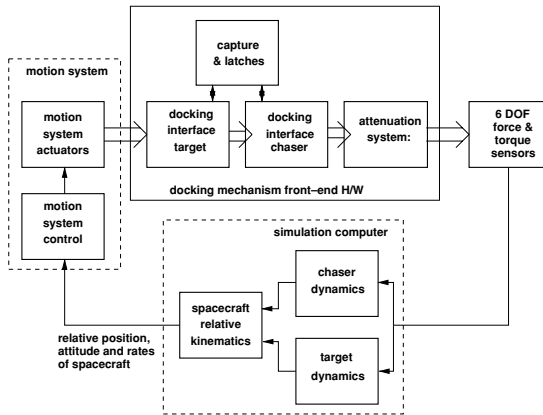 capture
& latches
motion system
motion
system
actuators
docking
interface
target
docking
interface
chaser
attenuation
system:
6 DOF
force &
torque
sensors
docking mechanism front–end H/W
motion
system
control
simulation computer
chaser
dynamics
spacecraft
relative
kinematics
target
dynamics
relative position,
attitude and rates
of spacecraft